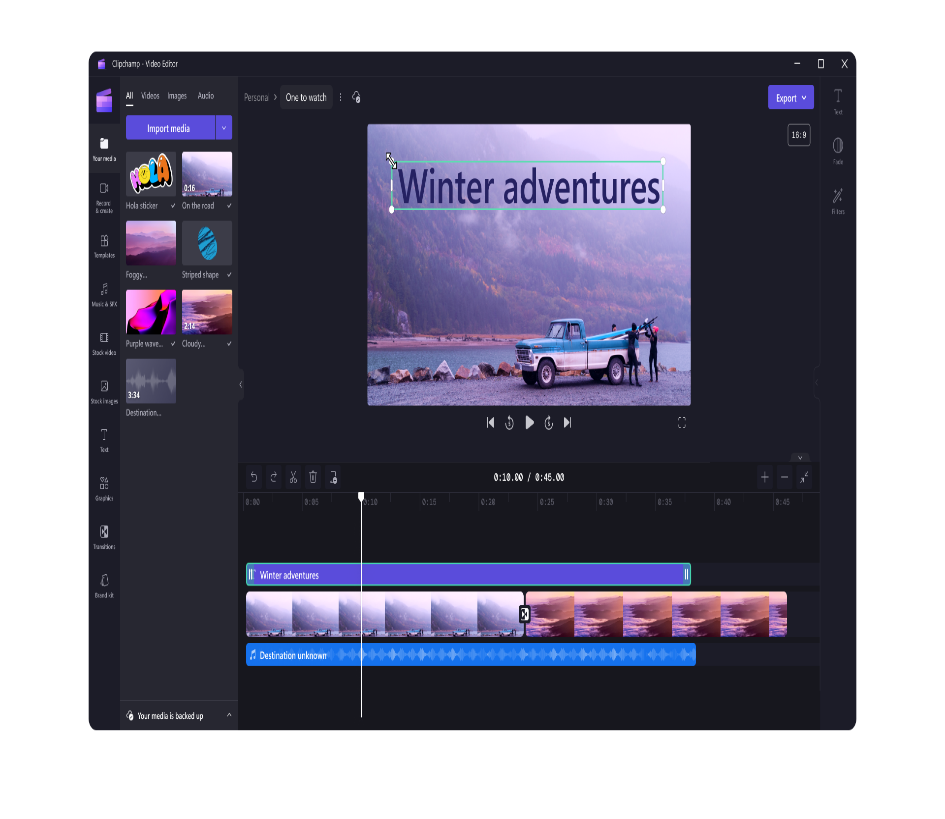 Clipchamp - Video Editor
All Videos Images Audio
Import media
Your media
Record & create
Templates
Music & SFX
Stock video
Stock images
Text
Graphics
Transitions
Brand kit
HOLA
Hola sticker
0:16
On the road
Foggy...
Striped shape
Purple wave...
2:14
Cloudy...
3:34
Destination...
Your media is backed up
Persona > One to watch
Export
16:9
Text
Fade
Filters
Winter adventures
0:10.00 / 0:45.00
0:00 0:05 0:10 0:15 0:20 0:25 0:30 0:35 0:40 0:45
Winter adventures
Destination unknown